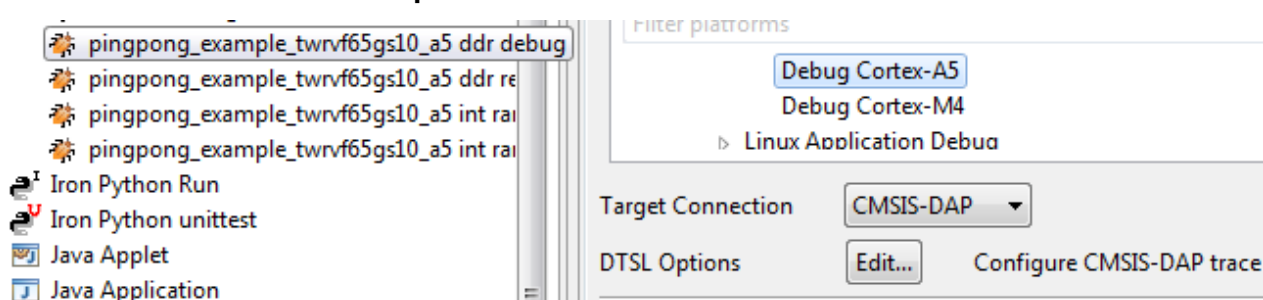 pingpong_example_twrvf65gs10_a5 ddr debug
pingpong_example_twrvf65gs10_a5 ddr re
pingpong_example_twrvf65gs10_a5 int ra
pingpong_example_twrvf65gs10_a5 int ra
Iron Python Run
Iron Python unittest
Java Applet
Java Application
Filter platforms
Debug Cortex-A5
Debug Cortex-M4
Linux Application Debug
Target Connection
CMSIS-DAP
DTSL Options
Edit...
Configure CMSIS-DAP trace